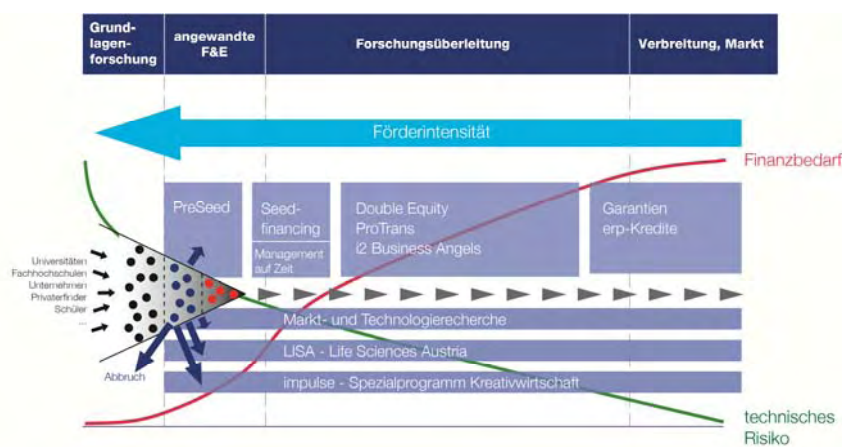 Grund-
lagen-
forschung
angewandte
F&E
Forschungsüberleitung
Verbreitung, Markt
Förderintensität
Finanzbedarf
PreSeed
Seed-
financing
Management
auf Zeit
Double Equity
ProTrans
i2 Business Angels
Garantien
erp-Kredite
Universitäten
Fachhochschulen
Unternehmen
Privaterfinder
Schüler
...
Markt- und Technologierecherche
LISA - Life Sciences Austria
Abbruch
impulse - Spezialprogramm Kreativwirtschaft
technisches
Risiko